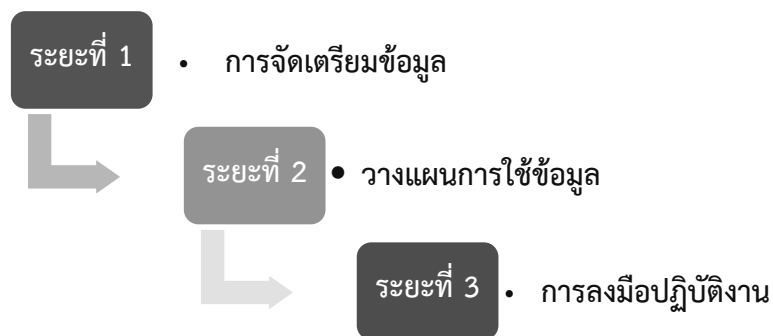 ระยะที่ 1 • การจัดเตรียมข้อมูล
ระยะที่ 2 • วางแผนการใช้ข้อมูล
ระยะที่ 3 • การลงมือปฏิบัติงาน